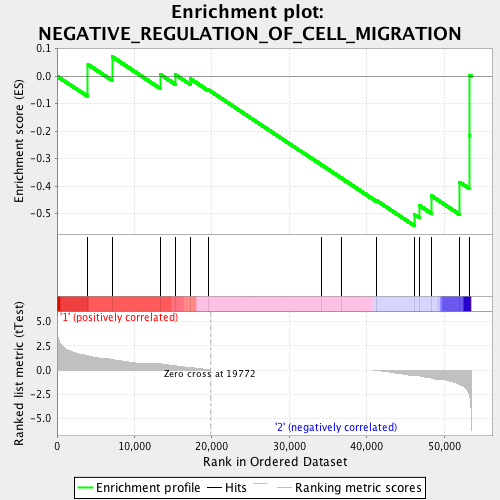 Enrichment plot:
NEGATIVE_REGULATION_OF_CELL_MIGRATION
Enrichment score (ES)
0.1
0.0
-0.1
-0.2
-0.3
-0.4
-0.5
'1' (positively correlated)
Ranked list metric (tTest)
5.0
2.5
0.0
-2.5
-5.0
Zero cross at 19772
'2' (negatively correlated)
0
10,000
20,000
30,000
40,000
50,000
Rank in Ordered Dataset
Enrichment profile
Hits
Ranking metric scores